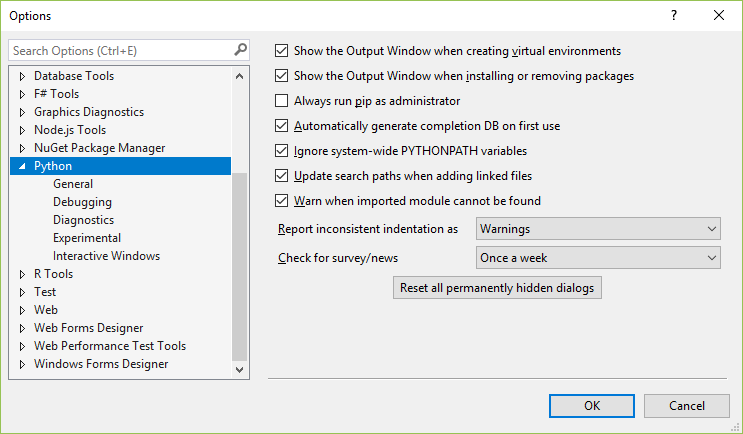 Options
Search Options (Ctrl+E)
Database Tools
F# Tools
Graphics Diagnostics
Node.js Tools
NuGet Package Manager
Python
General
Debugging
Diagnostics
Experimental
Interactive Windows
R Tools
Test
Web
Web Forms Designer
Web Performance Test Tools
Windows Forms Designer
Show the Output Window when creating virtual environments
Show the Output Window when installing or removing packages
Always run pip as administrator
Automatically generate completion DB on first use
Ignore system-wide PYTHONPATH variables
Update search paths when adding linked files
Warn when imported module cannot be found
Report inconsistent indentation as Warnings
Check for survey/news Once a week
Reset all permanently hidden dialogs
OK Cancel